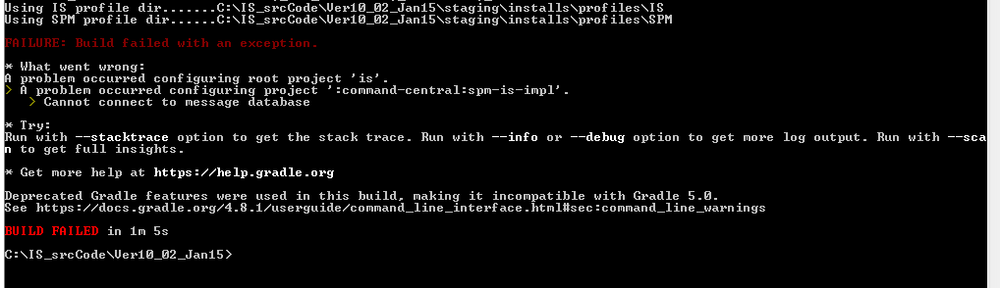 Using IS profile dir.......C:\IS_srcCode\Ver10_02_Jan15\staging\installs\profiles\IS
Using SPM profile dir......C:\IS_srcCode\Ver10_02_Jan15\staging\installs\profiles\SPM
FAILURE: Build failed with an exception.
* What went wrong:
A problem occurred configuring root project 'is'.
> A problem occurred configuring project ':command-central:spm-is-impl'.
> Cannot connect to message database
* Try:
Run with --stacktrace option to get the stack trace. Run with --info or --debug option to get more log output. Run with --sca
n to get full insights.
* Get more help at https://help.gradle.org
Deprecated Gradle features were used in this build, making it incompatible with Gradle 5.0.
See https://docs.gradle.org/4.8.1/userguide/command_line_interface.html#sec:command_line_warnings
BUILD FAILED in 1m 5s
C:\IS_srcCode\Ver10_02_Jan15>